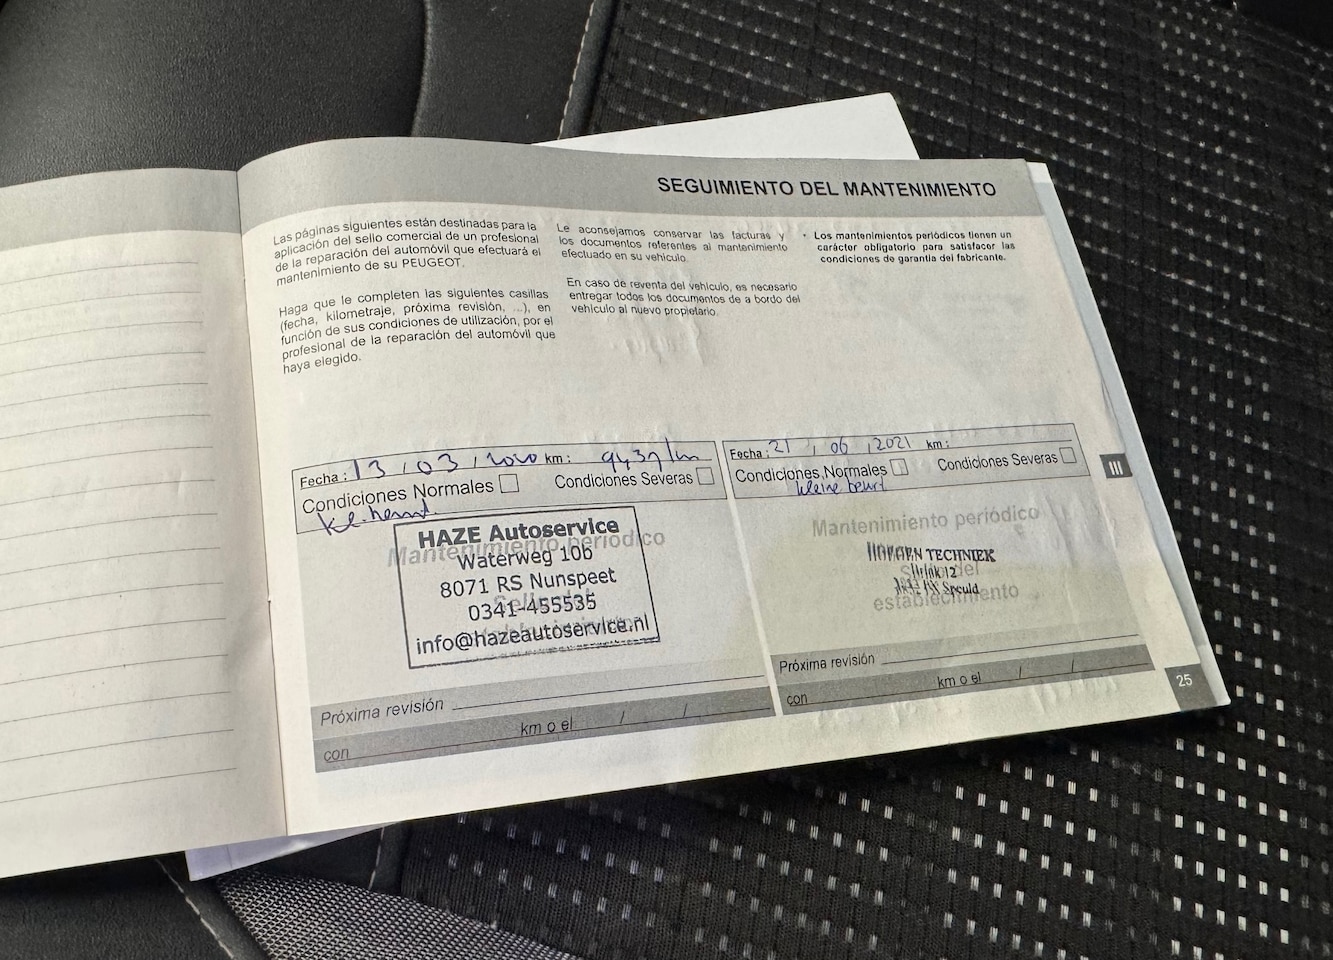 SEGUIMIENTO DEL MANTENIMIENTO
Las páginas siguientes están destinadas para la
aplicación del sello comercial de un profesional
de la reparación del automóvil que efectuará el
mantenimiento de su PEUGEOT.
Haga que le completen las siguientes casillas
(fecha, kilometraje, próxima revisión, ...), en
función de sus condiciones de utilización, por el
profesional de la reparación del automóvil que
haya elegido.
Le aconsejamos conservar las facturas y
los documentos referentes al mantenimiento
efectuado en su vehículo.
En caso de reventa del vehículo, es necesario
entregar todos los documentos de a bordo del
vehículo al nuevo propietario.
Los mantenimientos periódicos tienen un
carácter obligatorio para satisfacer las
condiciones de garantía del fabricante.
Fecha : 13 / 03 / 2020 km :
Condiciones Normales Condiciones Severas
Mantenimiento periódico
HAZE Autoservice
Waterweg 10b
8071 RS Nunspeet
0341-455535
info@hazeautoservice.nl
Próxima revisión
km o el / /
con
Fecha : 21 / 06 / 2021 km :
Condiciones Normales Condiciones Severas
kleine beurt
Mantenimiento periódico
TECHNIEK
Sello del
Speuld
establecimiento
Próxima revisión
km o el / /
con
III
25